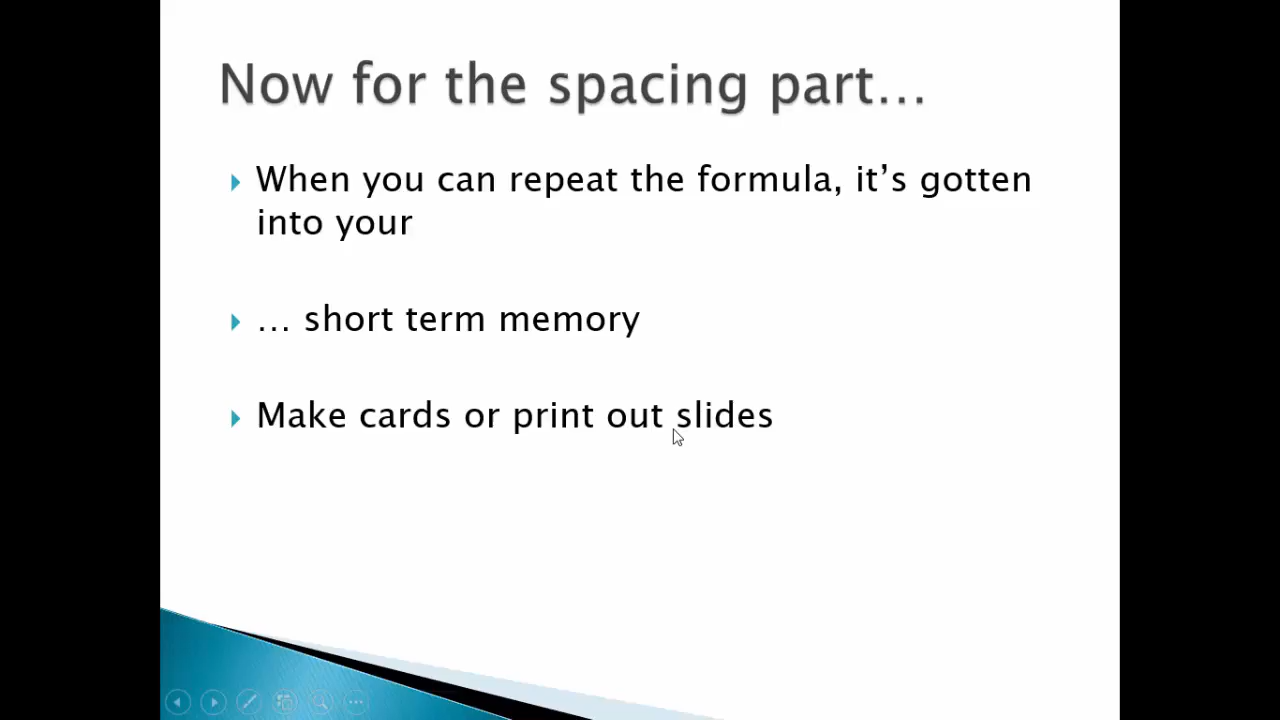 Now for the spacing part…
When you can repeat the formula, it’s gotten
into your
… short term memory
Make cards or print out slides